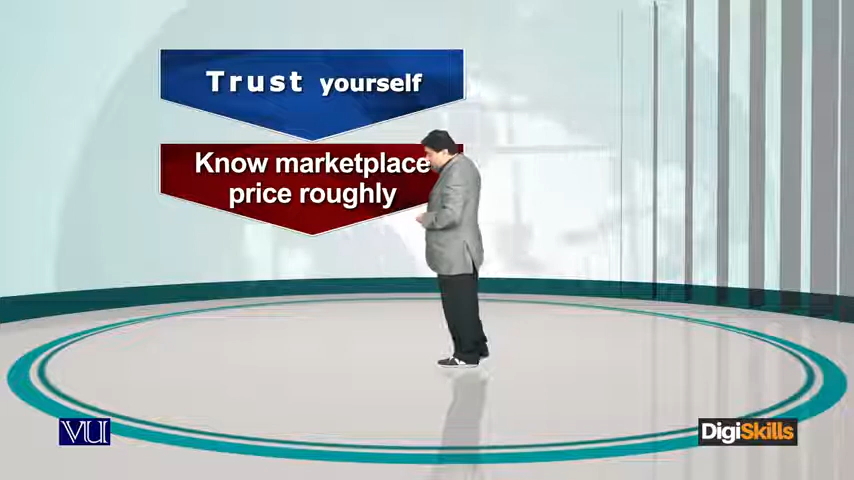 Trust yourself
Know marketplace
price roughly
VU
DigiSkills